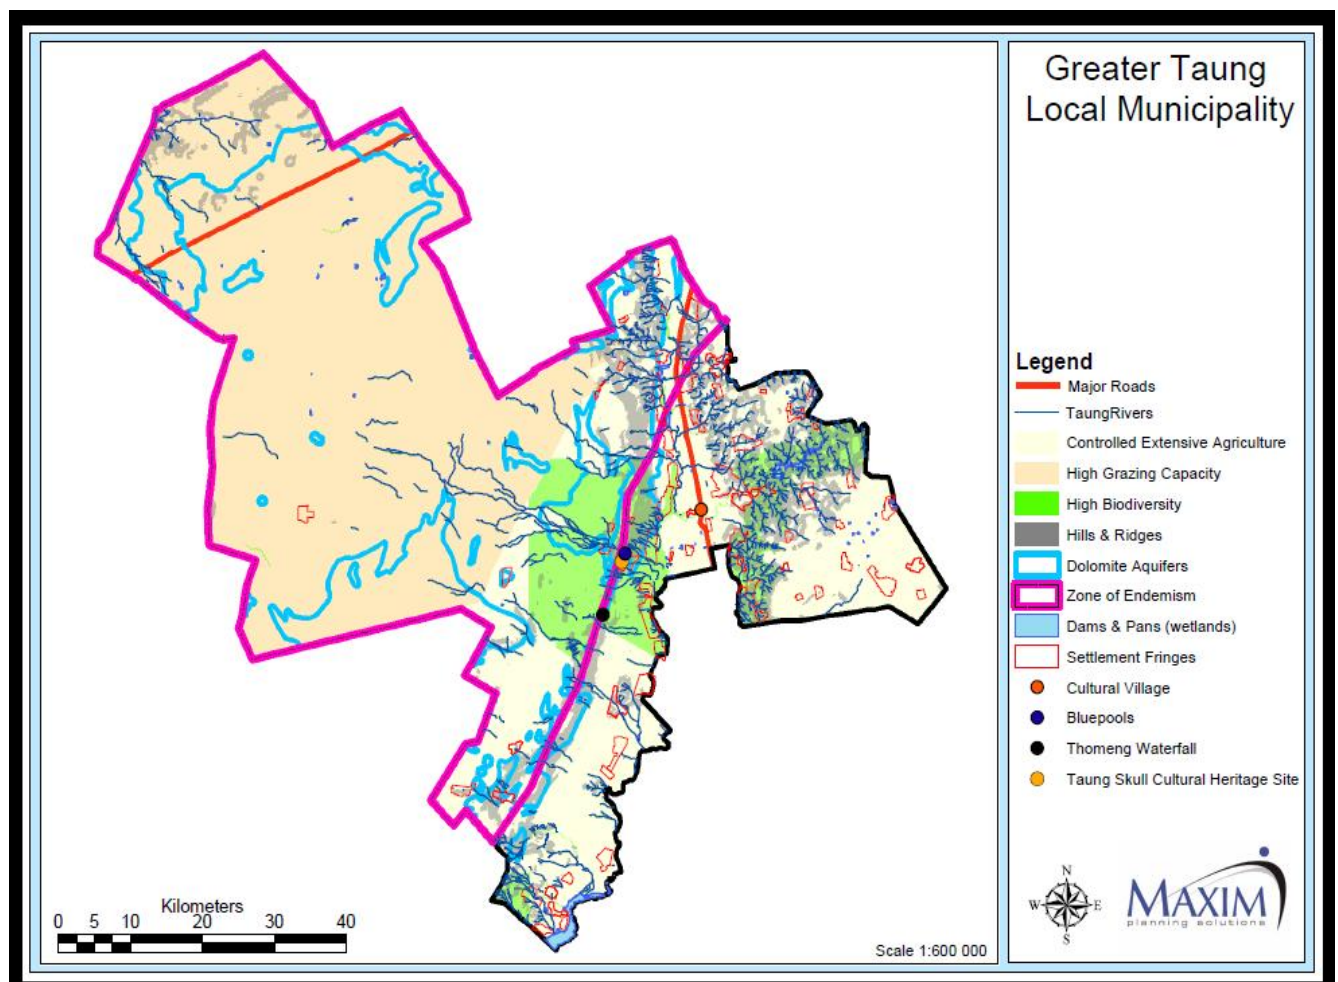 Greater Taung
Local Municipality
Legend
Major Roads
TaungRivers
Controlled Extensive Agriculture
High Grazing Capacity
High Biodiversity
Hills & Ridges
Dolomite Aquifers
Zone of Endemism
Dams & Pans (wetlands)
Settlement Fringes
Cultural Village
Bluepools
Thomeng Waterfall
Taung Skull Cultural Heritage Site
N
W E
S
MAXIM
planning solutions
Kilometers
0 5 10 20 30 40
Scale 1:600 000